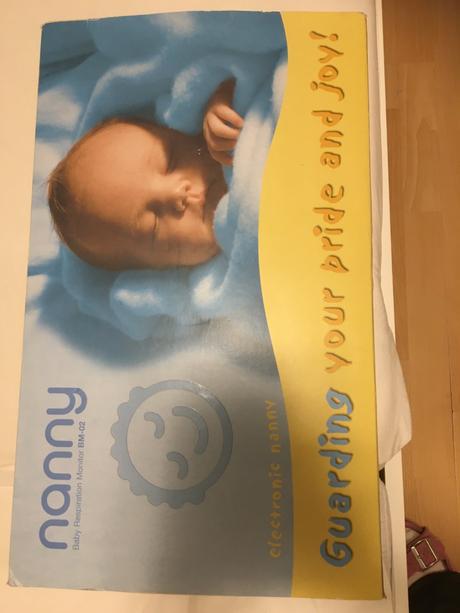 nanny
Baby Respiration Monitor BM-02
electronic nanny
Guarding your pride and joy!